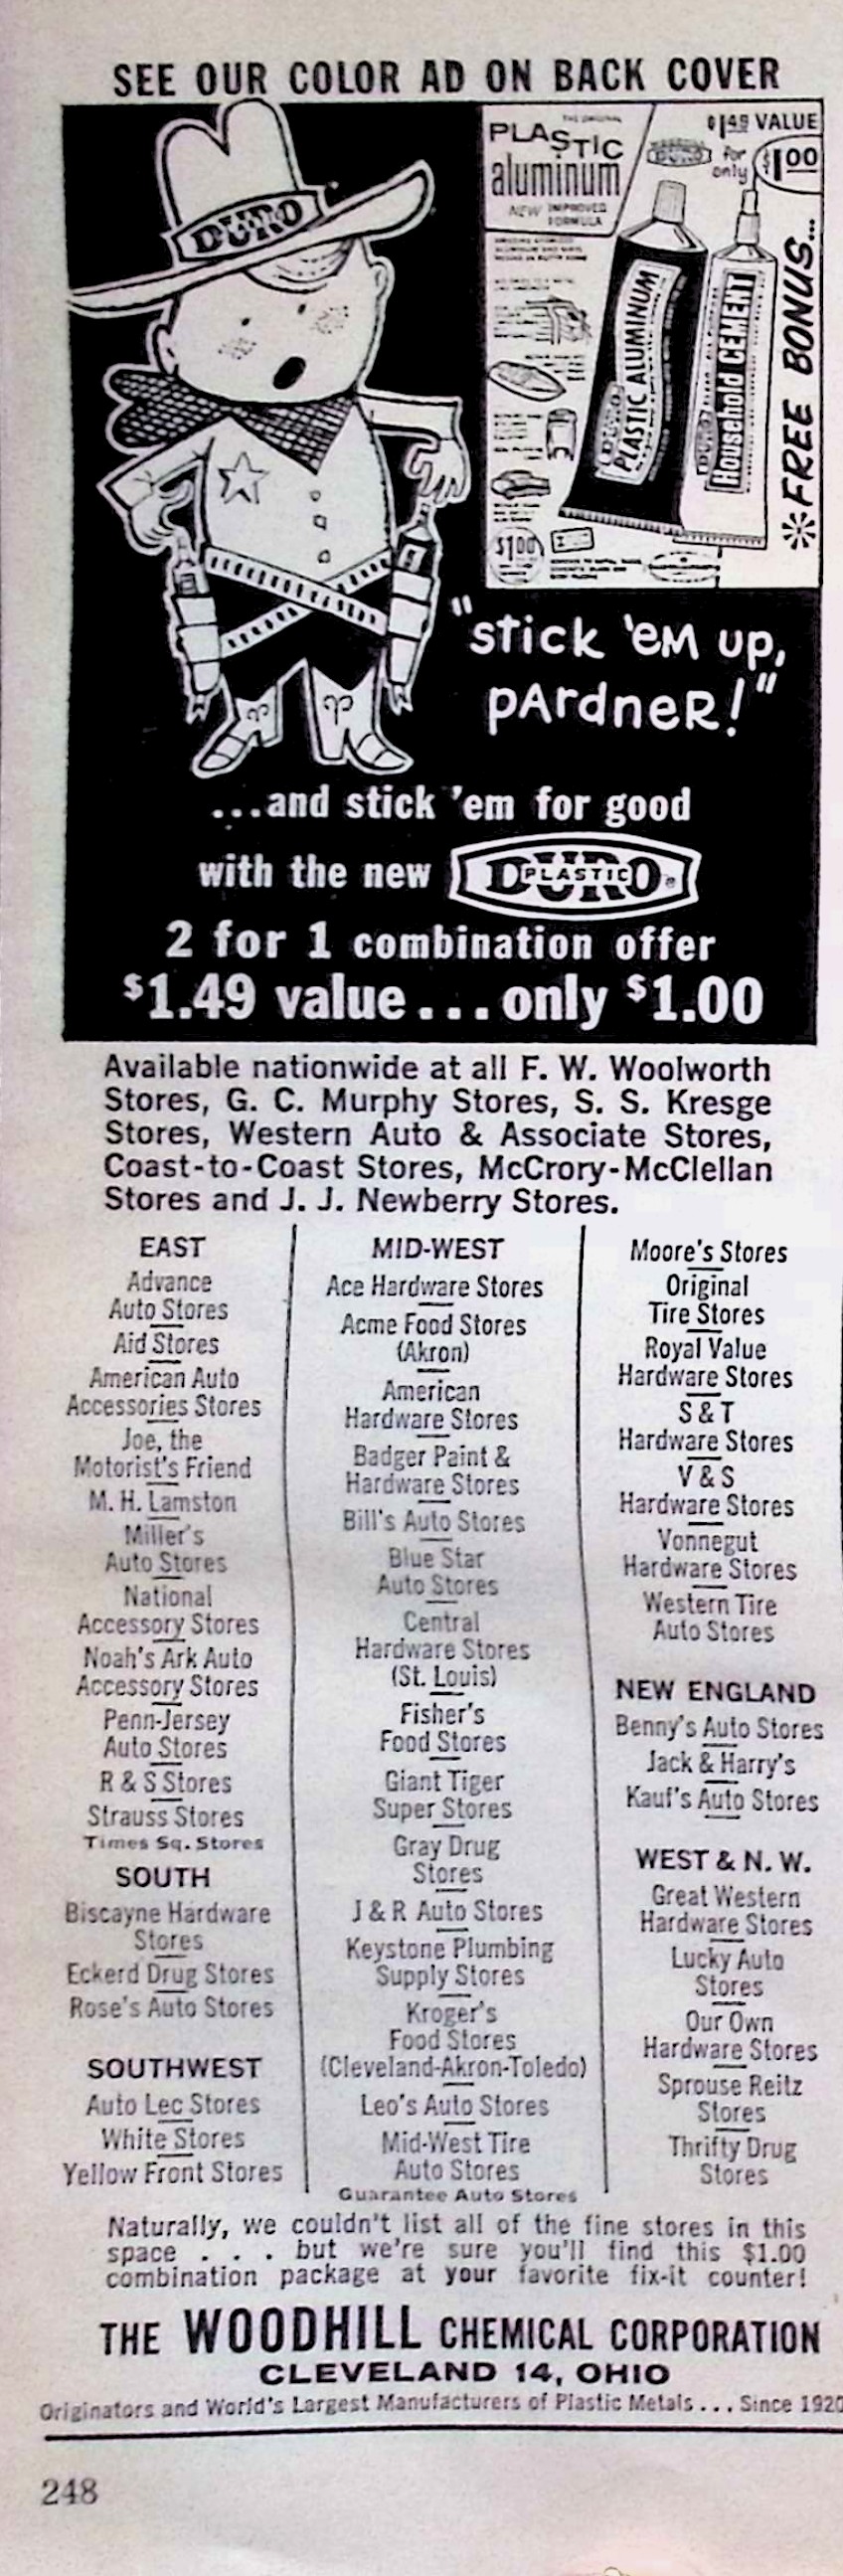 SEE OUR COLOR AD ON BACK COVER
DURO
THE ORIGINAL
PLASTIC
aluminum
NEW IMPROVED
FORMULA
$1.49 VALUE
DURO
for
only
$1.00
DURO
PLASTIC ALUMINUM
DURO
Household CEMENT
*FREE BONUS...
$1.00
"stick 'em up,
pardner!"
...and stick 'em for good
with the new DURO PLASTIC ®
2 for 1 combination offer
$1.49 value... only $1.00
Available nationwide at all F. W. Woolworth
Stores, G. C. Murphy Stores, S. S. Kresge
Stores, Western Auto & Associate Stores,
Coast-to-Coast Stores, McCrory-McClellan
Stores and J. J. Newberry Stores.
EAST
Advance
Auto Stores
Aid Stores
American Auto
Accessories Stores
Joe, the
Motorist's Friend
M. H. Lamston
Miller's
Auto Stores
National
Accessory Stores
Noah's Ark Auto
Accessory Stores
Penn-Jersey
Auto Stores
R & S Stores
Strauss Stores
Times Sq. Stores
SOUTH
Biscayne Hardware
Stores
Eckerd Drug Stores
Rose's Auto Stores
SOUTHWEST
Auto Lec Stores
White Stores
Yellow Front Stores
MID-WEST
Ace Hardware Stores
Acme Food Stores
(Akron)
American
Hardware Stores
Badger Paint &
Hardware Stores
Bill's Auto Stores
Blue Star
Auto Stores
Central
Hardware Stores
(St. Louis)
Fisher's
Food Stores
Giant Tiger
Super Stores
Gray Drug
Stores
J & R Auto Stores
Keystone Plumbing
Supply Stores
Kroger's
Food Stores
(Cleveland-Akron-Toledo)
Leo's Auto Stores
Mid-West Tire
Auto Stores
Guarantee Auto Stores
Moore's Stores
Original
Tire Stores
Royal Value
Hardware Stores
S & T
Hardware Stores
V & S
Hardware Stores
Vonnegut
Hardware Stores
Western Tire
Auto Stores
NEW ENGLAND
Benny's Auto Stores
Jack & Harry's
Kauf's Auto Stores
WEST & N. W.
Great Western
Hardware Stores
Lucky Auto
Stores
Our Own
Hardware Stores
Sprouse Reitz
Stores
Thrifty Drug
Stores
Naturally, we couldn't list all of the fine stores in this
space . . . but we're sure you'll find this $1.00
combination package at your favorite fix-it counter!
THE WOODHILL CHEMICAL CORPORATION
CLEVELAND 14, OHIO
Originators and World's Largest Manufacturers of Plastic Metals ... Since 1920
248